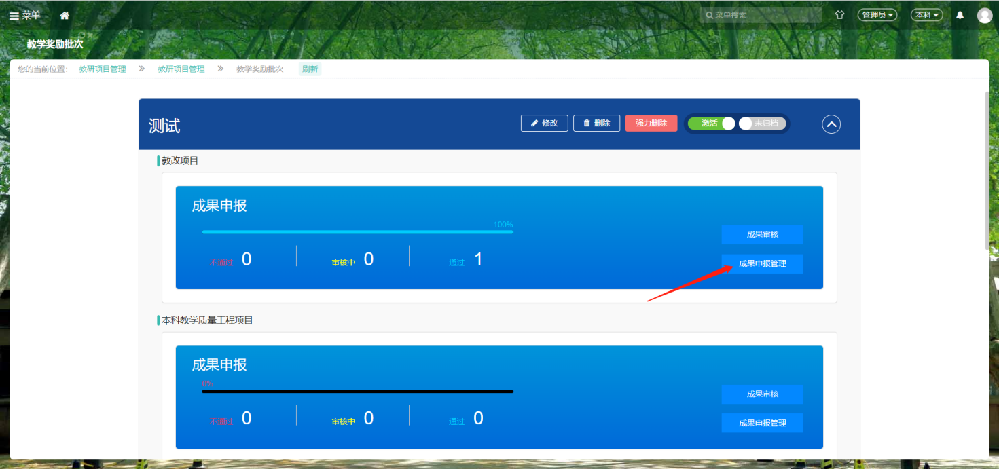 菜单 菜单搜索 管理员 本科
教学奖励批次
您的当前位置： 教研项目管理 » 教研项目管理 » 教学奖励批次 刷新
测试 修改 删除 强力删除 激活 未归档
教改项目
成果申报
100%
成果审核
不通过 0 审核中 0 通过 1
成果申报管理
本科教学质量工程项目
成果申报
0%
成果审核
不通过 0 审核中 0 通过 0
成果申报管理